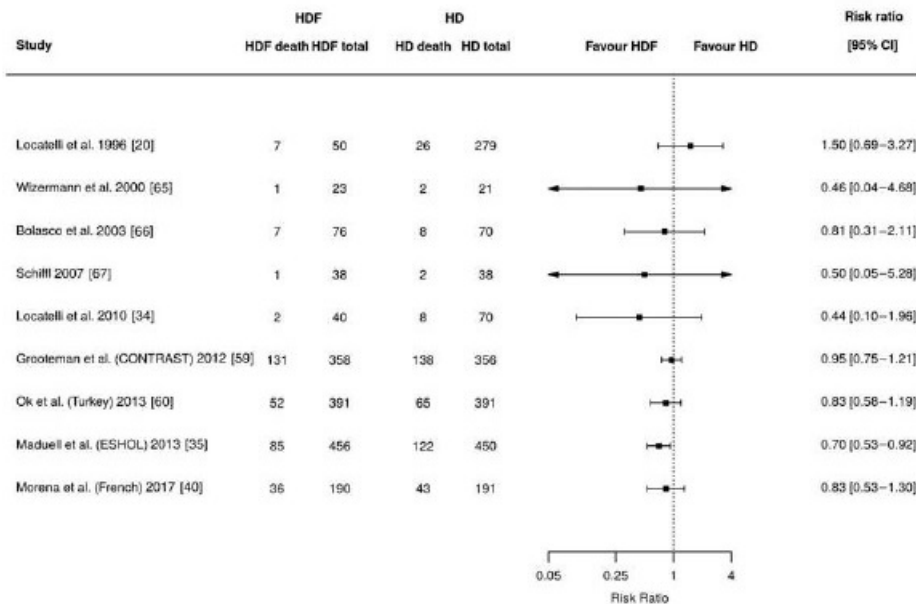 HDF HD Risk ratio
Study HDF death HDF total HD death HD total Favour HDF Favour HD [95% CI]
Locatelli et al. 1996 [20] 7 50 26 279 1.50 [0.69−3.27]
Wizermann et al. 2000 [65] 1 23 2 21 0.46 [0.04−4.68]
Bolasco et al. 2003 [66] 7 76 8 70 0.81 [0.31−2.11]
Schiffl 2007 [67] 1 38 2 38 0.50 [0.05−5.28]
Locatelli et al. 2010 [34] 2 40 8 70 0.44 [0.10−1.96]
Grooteman et al. (CONTRAST) 2012 [59] 131 358 138 356 0.95 [0.75−1.21]
Ok et al. (Turkey) 2013 [60] 52 391 65 391 0.83 [0.58−1.19]
Maduell et al. (ESHOL) 2013 [35] 85 456 122 450 0.70 [0.53−0.92]
Morena et al. (French) 2017 [40] 36 190 43 191 0.83 [0.53−1.30]
0.05 0.25 1 4
Risk Ratio